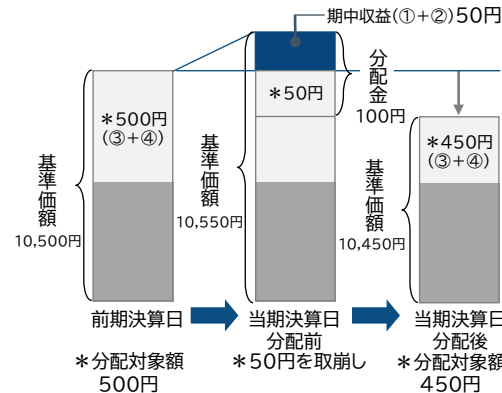 期中収益(①+②)50円
分配金
100円
*500円
(③+④)
*50円
*450円
(③+④)
基準価額
10,500円
基準価額
10,550円
基準価額
10,450円
前期決算日
当期決算日
分配前
当期決算日
分配後
*分配対象額
500円
*50円を取崩し
*分配対象額
450円